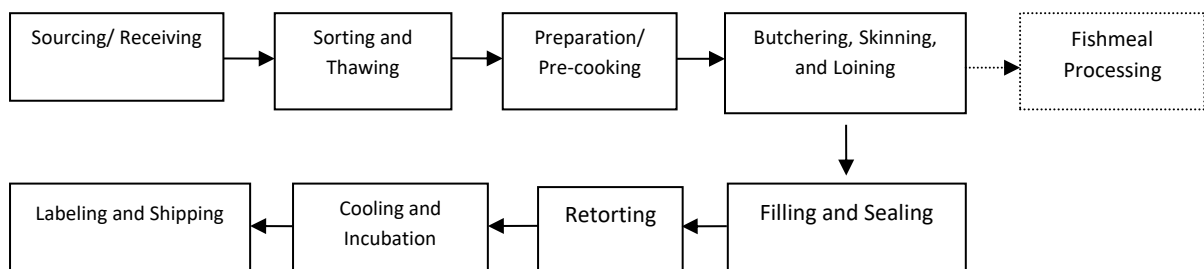 Sourcing/ Receiving
Sorting and
Thawing
Preparation/
Pre-cooking
Butchering, Skinning,
and Loining
Fishmeal
Processing
Labeling and Shipping
Cooling and
Incubation
Retorting
Filling and Sealing